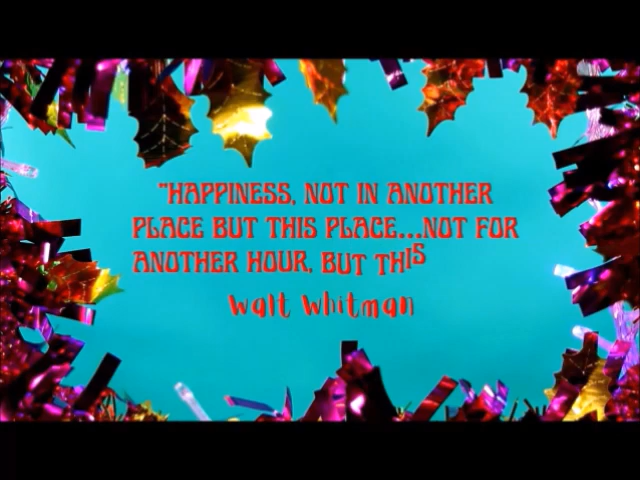 "HAPPINESS, NOT IN ANOTHER
PLACE BUT THIS PLACE...NOT FOR
ANOTHER HOUR, BUT THIS
Walt Whitman